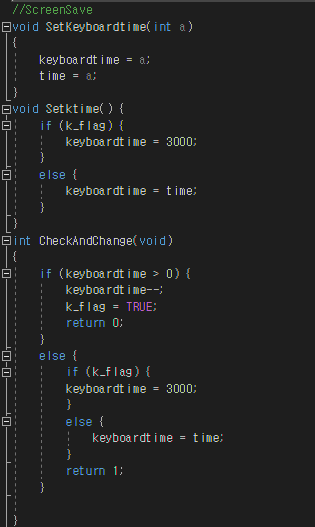 //ScreenSave
void SetKeyboardtime(int a)
{
keyboardtime = a;
time = a;
}
void Setktime() {
if (k_flag) {
keyboardtime = 3000;
}
else {
keyboardtime = time;
}
}
int CheckAndChange(void)
{
if (keyboardtime > 0) {
keyboardtime--;
k_flag = TRUE;
return 0;
}
else {
if (k_flag) {
keyboardtime = 3000;
}
else {
keyboardtime = time;
}
return 1;
}
}